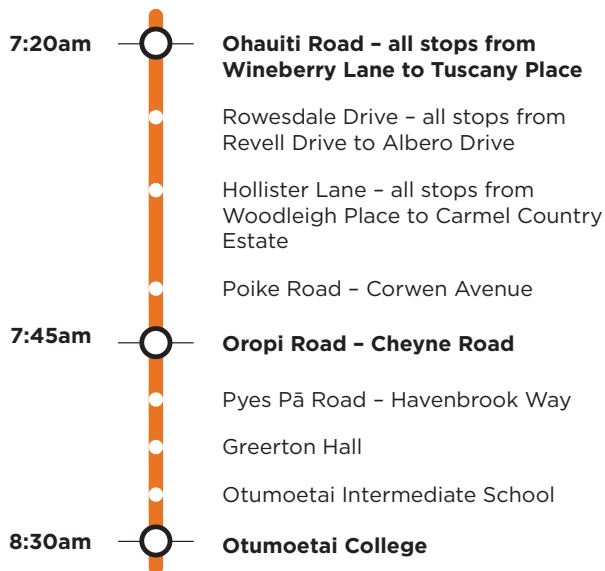 7:20am
Ohauiti Road – all stops from
Wineberry Lane to Tuscany Place
Rowesdale Drive – all stops from
Revell Drive to Albero Drive
Hollister Lane – all stops from
Woodleigh Place to Carmel Country
Estate
Poike Road – Corwen Avenue
7:45am
Oropi Road – Cheyne Road
Pyes Pā Road – Havenbrook Way
Greerton Hall
Otumoetai Intermediate School
8:30am
Otumoetai College